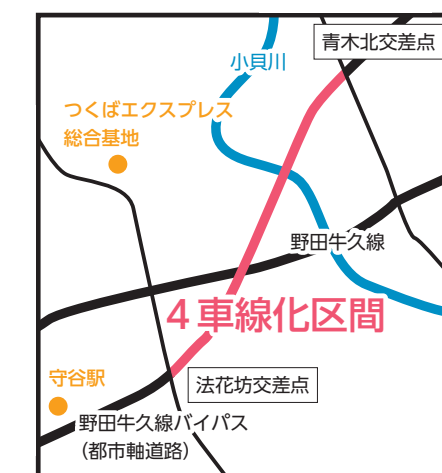 青木北交差点
小貝川
つくばエクスプレス
総合基地
野田牛久線
4車線化区間
守谷駅
法花坊交差点
野田牛久線バイパス
（都市軸道路）